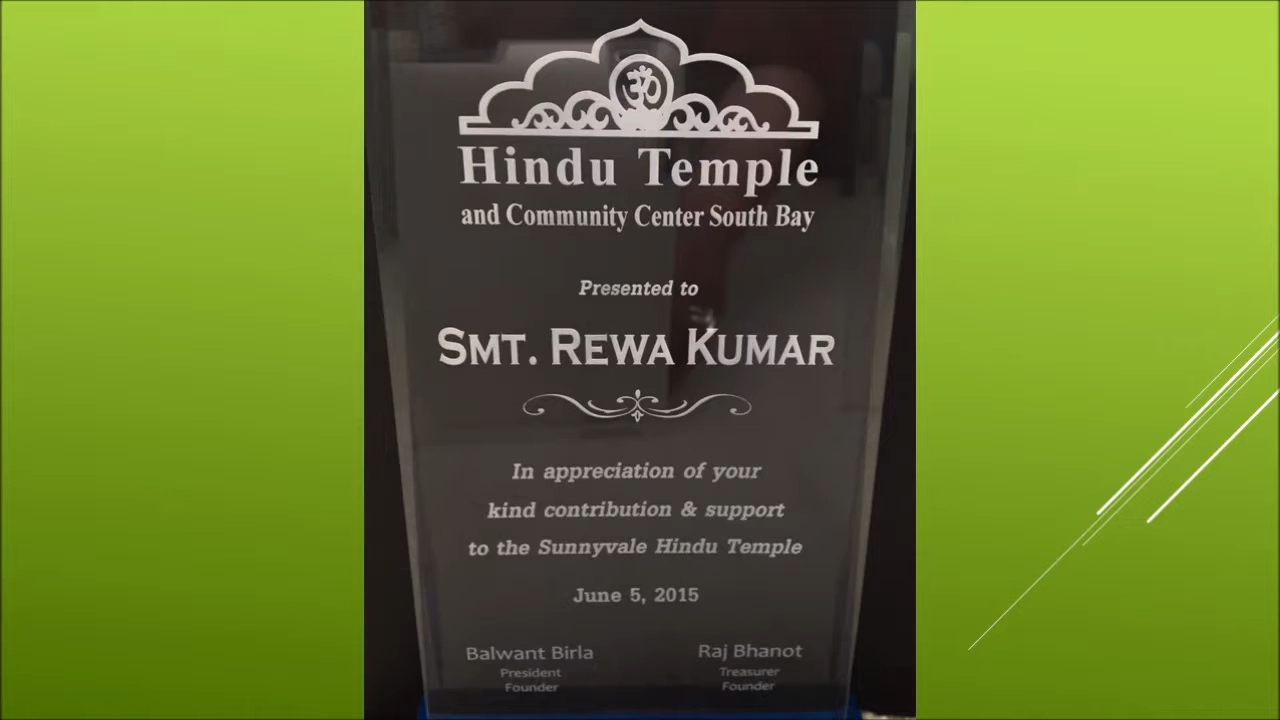 ॐ
Hindu Temple
and Community Center South Bay
Presented to
SMT. REWA KUMAR
In appreciation of your
kind contribution & support
to the Sunnyvale Hindu Temple
June 5, 2015
Balwant Birla Raj Bhanot
President Treasurer
Founder Founder